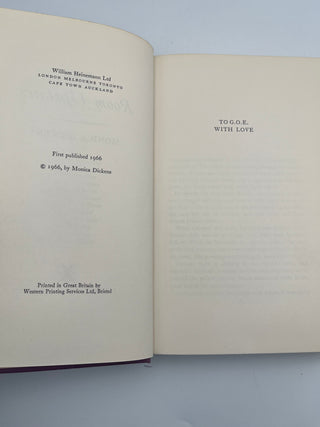 William Heinemann Ltd
LONDON MELBOURNE TORONTO
CAPE TOWN AUCKLAND
First published 1966
© 1966, by Monica Dickens
Printed in Great Britain by
Western Printing Services Ltd, Bristol
TO G.O.E.
WITH LOVE